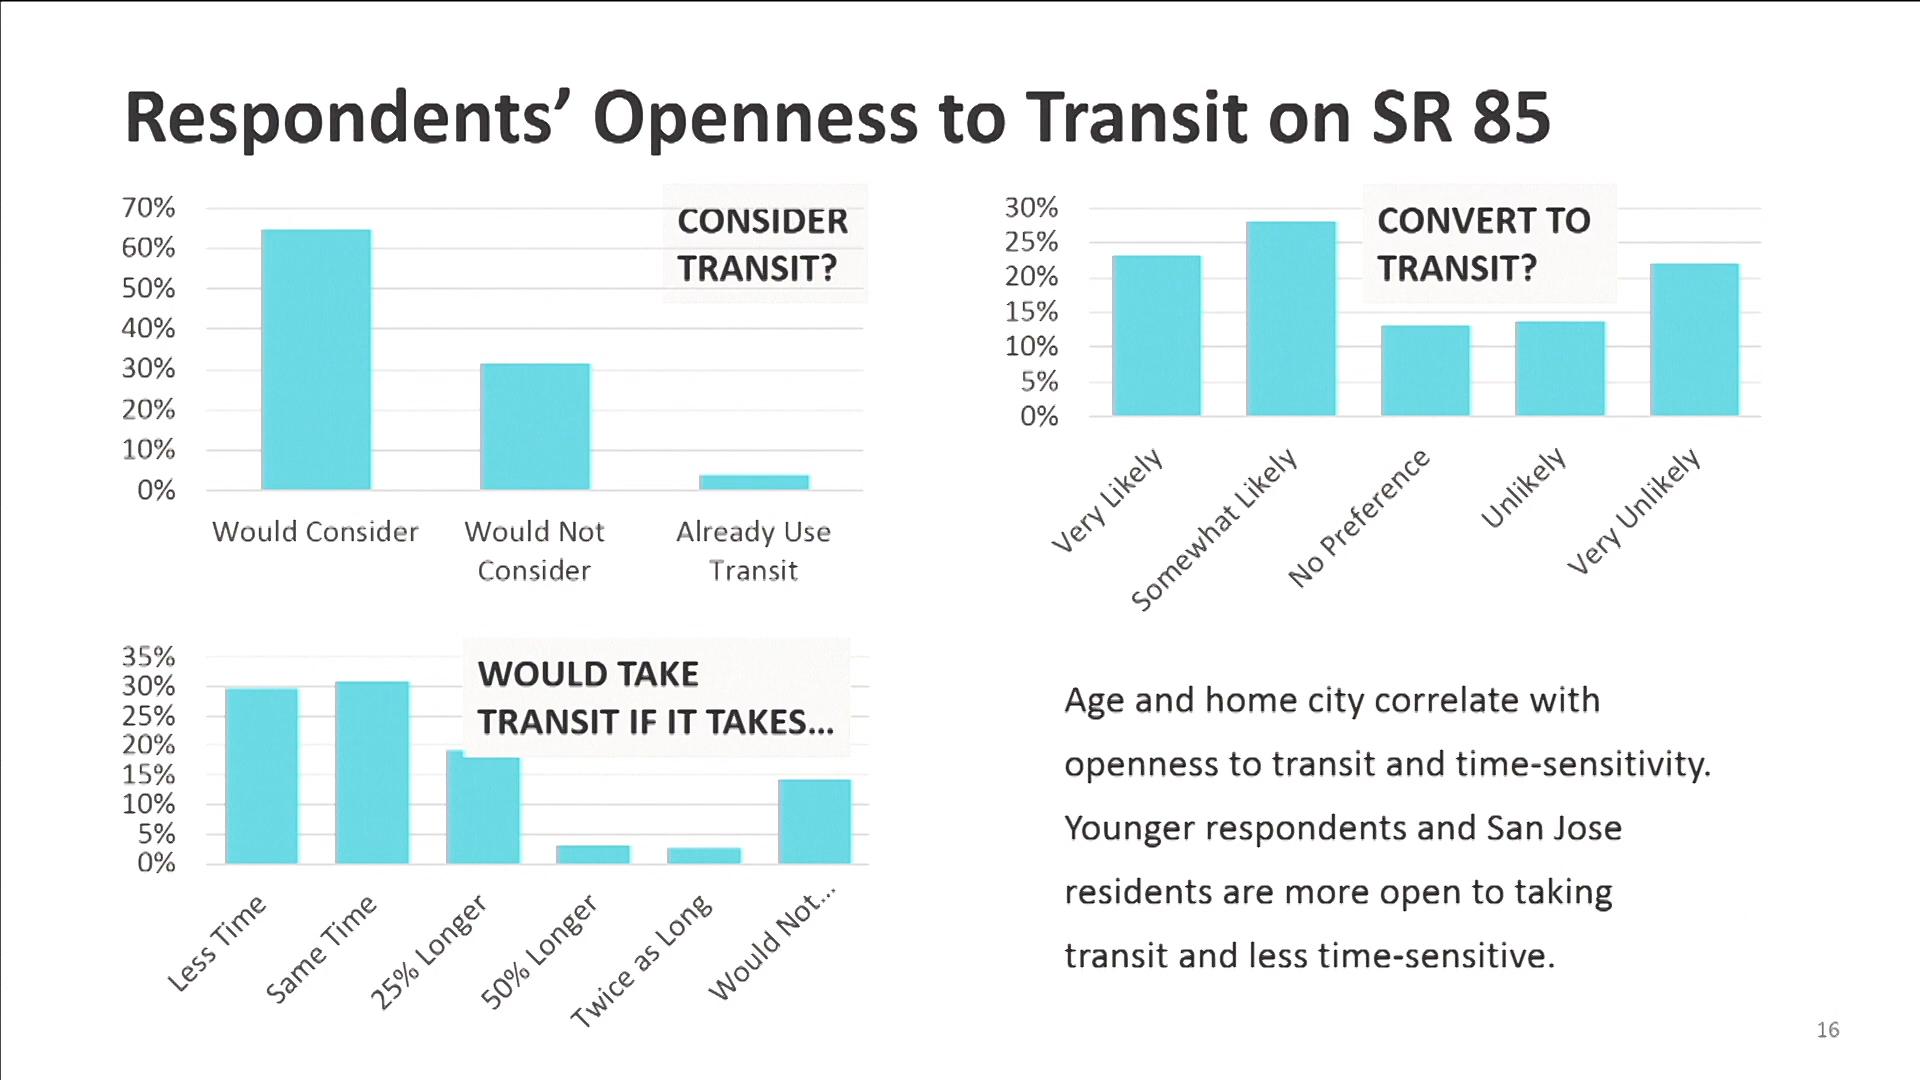 Respondents’ Openness to Transit on SR 85
CONSIDER
TRANSIT?
70%
60%
50%
40%
30%
20%
10%
0%
Would Consider
Would Not
Consider
Already Use
Transit
CONVERT TO
TRANSIT?
30%
25%
20%
15%
10%
5%
0%
Very Likely
Somewhat Likely
No Preference
Unlikely
Very Unlikely
WOULD TAKE
TRANSIT IF IT TAKES...
35%
30%
25%
20%
15%
10%
5%
0%
Less Time
Same Time
25% Longer
50% Longer
Twice as Long
Would Not...
Age and home city correlate with
openness to transit and time-sensitivity.
Younger respondents and San Jose
residents are more open to taking
transit and less time-sensitive.
16